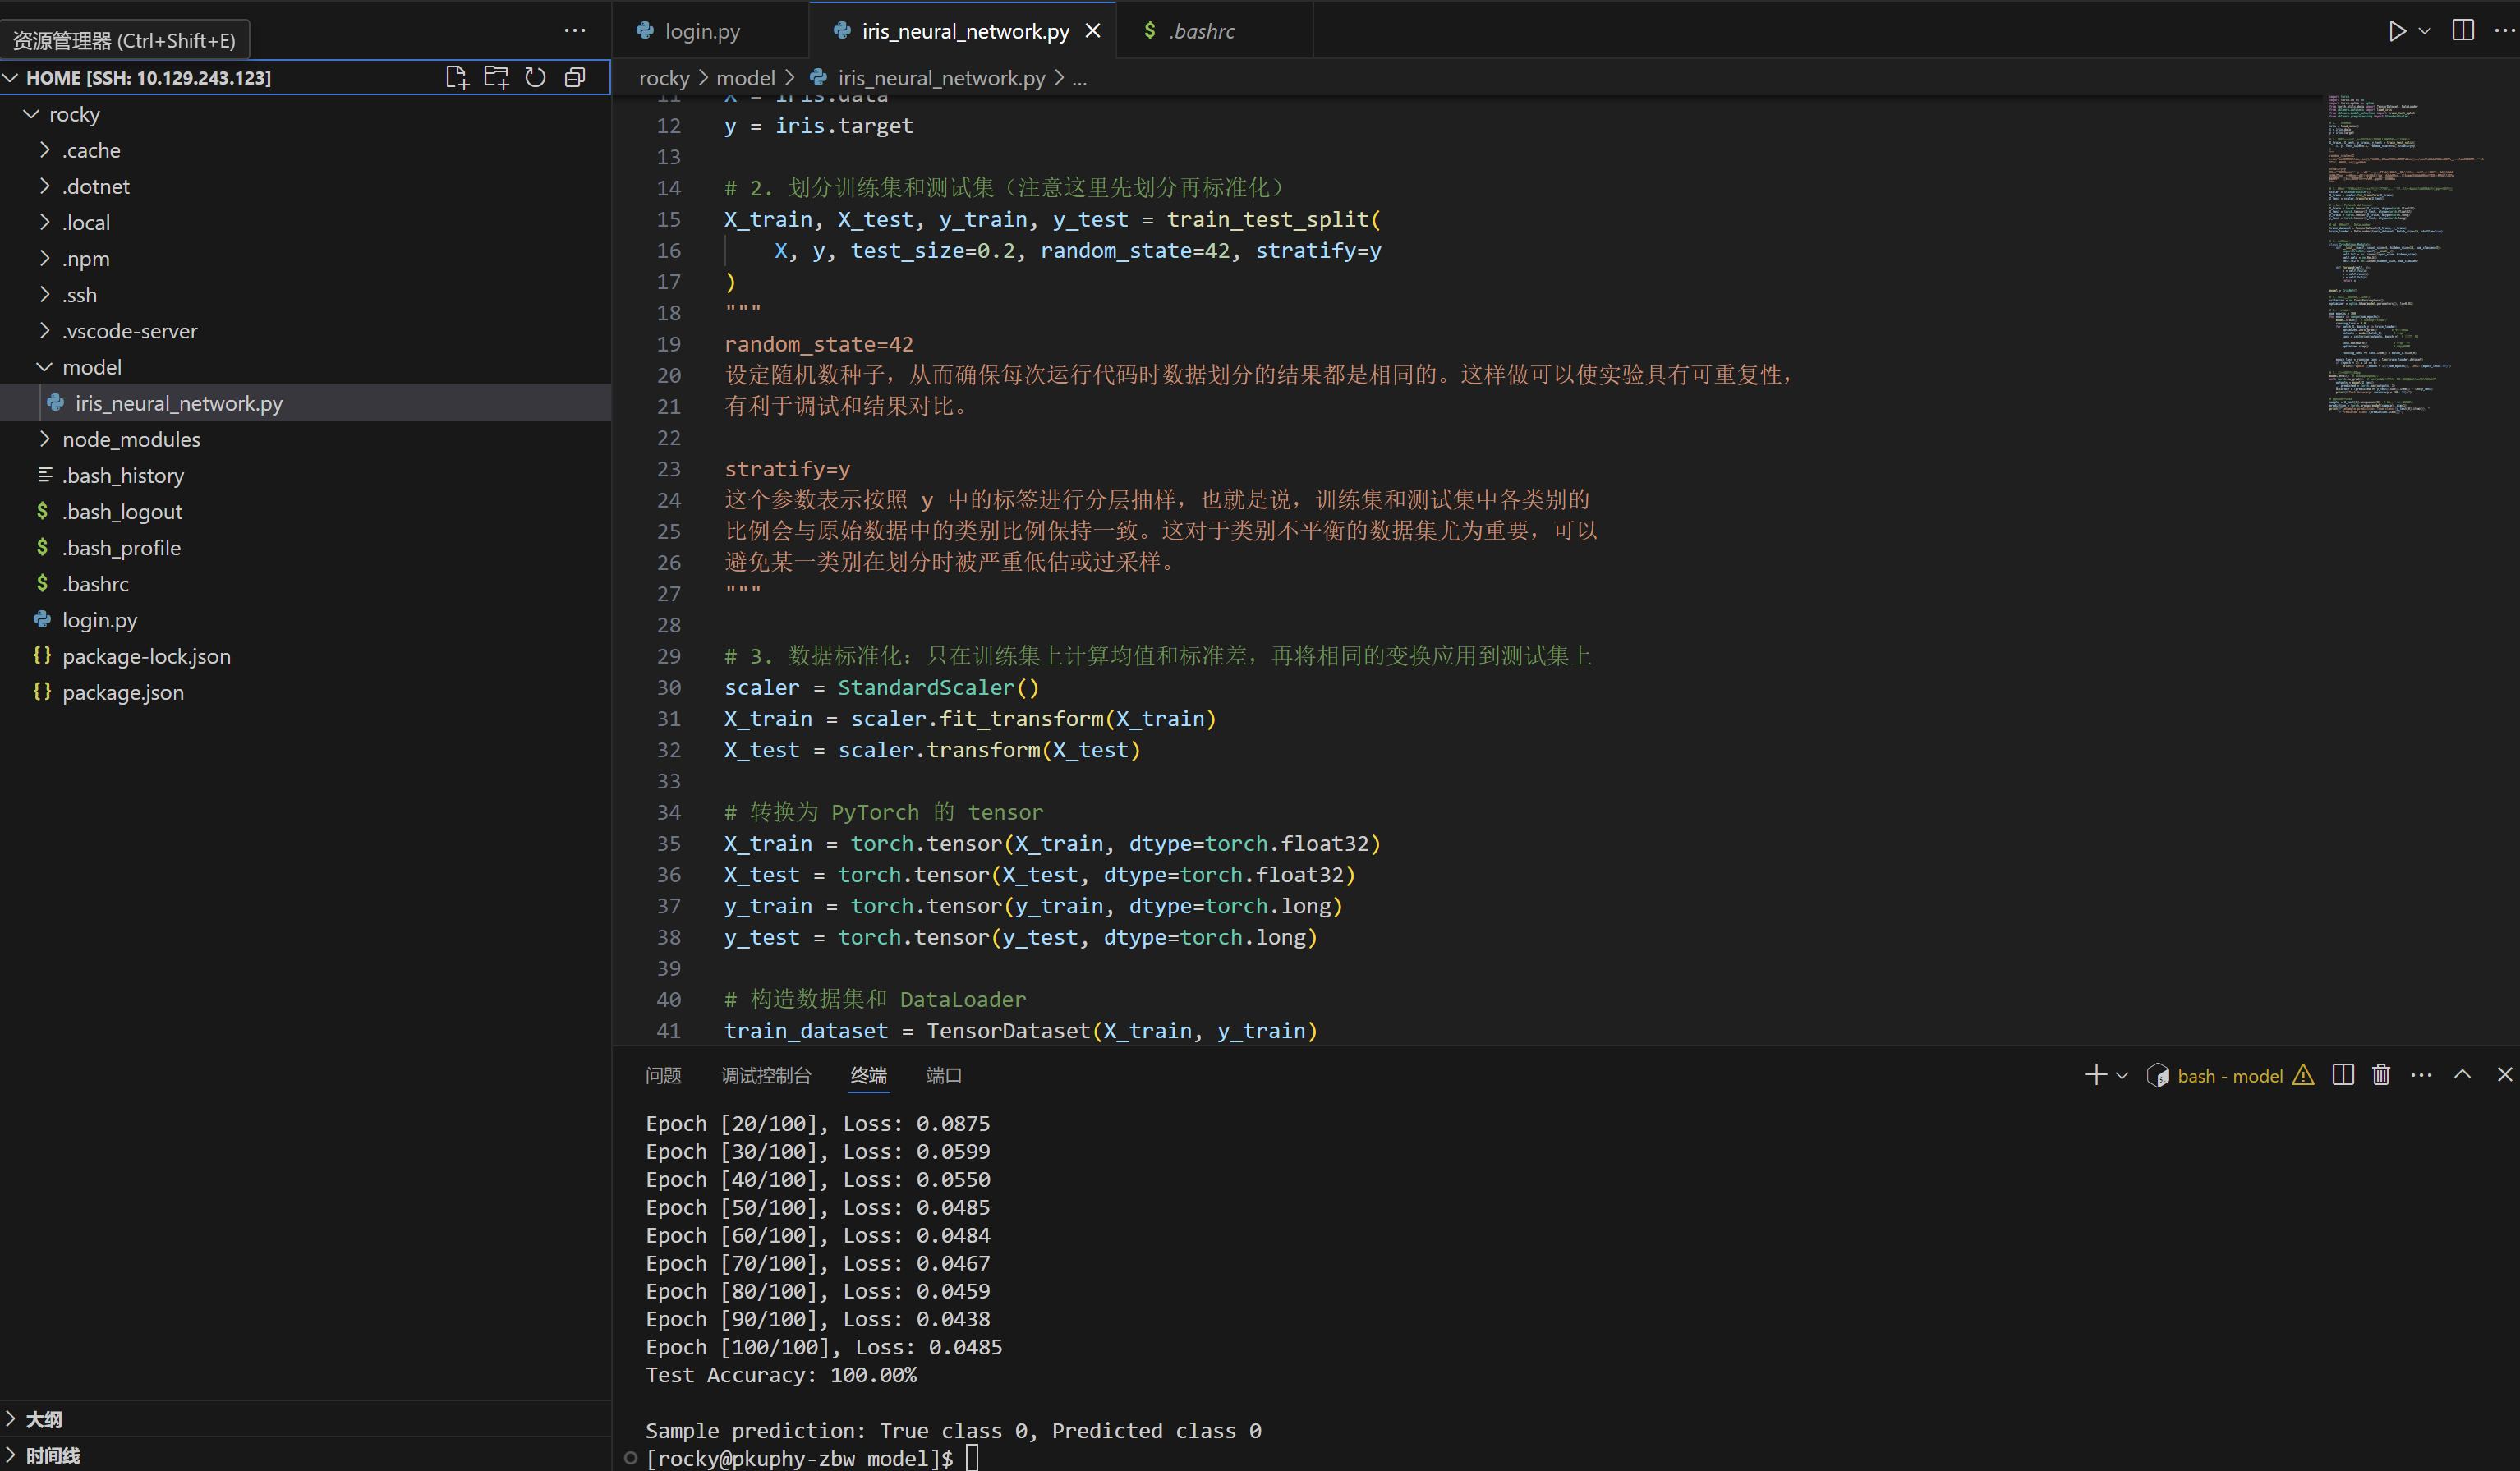 资源管理器 (Ctrl+Shift+E)
HOME [SSH: 10.129.243.123]
rocky
.cache
.dotnet
.local
.npm
.ssh
.vscode-server
model
iris_neural_network.py
node_modules
.bash_history
.bash_logout
.bash_profile
.bashrc
login.py
package-lock.json
package.json
大纲
时间线
login.py
iris_neural_network.py
.bashrc
rocky > model > iris_neural_network.py > ...
11 X = iris.data
12 y = iris.target
13
14 # 2. 划分训练集和测试集（注意这里先划分再标准化）
15 X_train, X_test, y_train, y_test = train_test_split(
16 X, y, test_size=0.2, random_state=42, stratify=y
17 )
18 """
19 random_state=42
20 设定随机数种子，从而确保每次运行代码时数据划分的结果都是相同的。这样做可以使实验具有可重复性，
21 有利于调试和结果对比。
22
23 stratify=y
24 这个参数表示按照 y 中的标签进行分层抽样，也就是说，训练集和测试集中各类别的
25 比例会与原始数据中的类别比例保持一致。这对于类别不平衡的数据集尤为重要，可以
26 避免某一类别在划分时被严重低估或过采样。
27 """
28
29 # 3. 数据标准化：只在训练集上计算均值和标准差，再将相同的变换应用到测试集上
30 scaler = StandardScaler()
31 X_train = scaler.fit_transform(X_train)
32 X_test = scaler.transform(X_test)
33
34 # 转换为 PyTorch 的 tensor
35 X_train = torch.tensor(X_train, dtype=torch.float32)
36 X_test = torch.tensor(X_test, dtype=torch.float32)
37 y_train = torch.tensor(y_train, dtype=torch.long)
38 y_test = torch.tensor(y_test, dtype=torch.long)
39
40 # 构造数据集和 DataLoader
41 train_dataset = TensorDataset(X_train, y_train)
问题 调试控制台 终端 端口
bash - model
Epoch [20/100], Loss: 0.0875
Epoch [30/100], Loss: 0.0599
Epoch [40/100], Loss: 0.0550
Epoch [50/100], Loss: 0.0485
Epoch [60/100], Loss: 0.0484
Epoch [70/100], Loss: 0.0467
Epoch [80/100], Loss: 0.0459
Epoch [90/100], Loss: 0.0438
Epoch [100/100], Loss: 0.0485
Test Accuracy: 100.00%
Sample prediction: True class 0, Predicted class 0
[rocky@pkuphy-zbw model]$